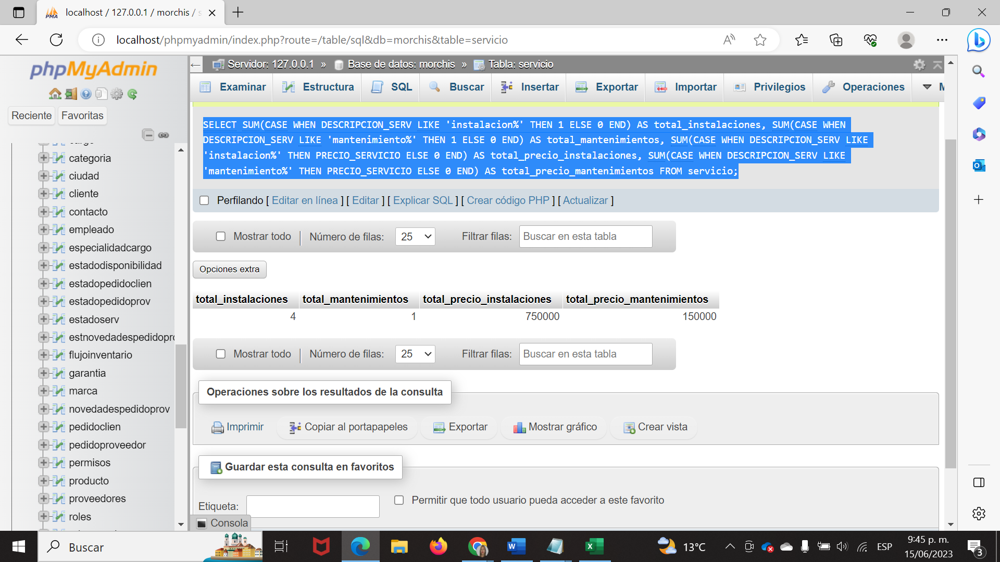 localhost / 127.0.0.1 / morchis / s
localhost/phpmyadmin/index.php?route=/table/sql&db=morchis&table=servicio
phpMyAdmin
Reciente Favoritas
categoria
ciudad
cliente
contacto
empleado
especialidadcargo
estadodisponibilidad
estadopedidoclien
estadopedidoprov
estadoserv
estnovedadespedidopro
flujoinventario
garantia
marca
novedadespedidoprov
pedidoclien
pedidoproveedor
permisos
producto
proveedores
roles
Servidor: 127.0.0.1 » Base de datos: morchis » Tabla: servicio
Examinar Estructura SQL Buscar Insertar Exportar Importar Privilegios Operaciones M
SELECT SUM(CASE WHEN DESCRIPCION_SERV LIKE 'instalacion%' THEN 1 ELSE 0 END) AS total_instalaciones, SUM(CASE WHEN
DESCRIPCION_SERV LIKE 'mantenimiento%' THEN 1 ELSE 0 END) AS total_mantenimientos, SUM(CASE WHEN DESCRIPCION_SERV LIKE
'instalacion%' THEN PRECIO_SERVICIO ELSE 0 END) AS total_precio_instalaciones, SUM(CASE WHEN DESCRIPCION_SERV LIKE
'mantenimiento%' THEN PRECIO_SERVICIO ELSE 0 END) AS total_precio_mantenimientos FROM servicio;
Perfilando [ Editar en línea ] [ Editar ] [ Explicar SQL ] [ Crear código PHP ] [ Actualizar ]
Mostrar todo | Número de filas: 25 Filtrar filas: Buscar en esta tabla
Opciones extra
total_instalaciones total_mantenimientos total_precio_instalaciones total_precio_mantenimientos
4 1 750000 150000
Mostrar todo | Número de filas: 25 Filtrar filas: Buscar en esta tabla
Operaciones sobre los resultados de la consulta
Imprimir Copiar al portapapeles Exportar Mostrar gráfico Crear vista
Guardar esta consulta en favoritos
Etiqueta: Permitir que todo usuario pueda acceder a este favorito
Consola
Buscar
13°C
ESP
9:45 p. m.
15/06/2023
3